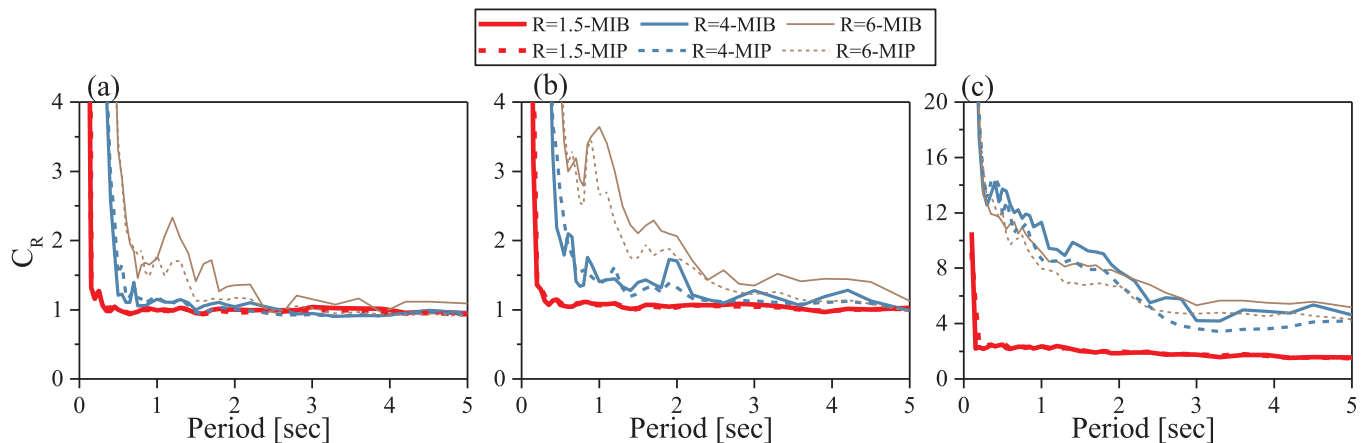 R=1.5-MIB R=4-MIB R=6-MIB
R=1.5-MIP R=4-MIP R=6-MIP
(a) (b) (c)
4 4 20
16
3 3
12
2 2
8
1 1
4
0 0 0
C_R
0 1 2 3 4 5 0 1 2 3 4 5 0 1 2 3 4 5
Period [sec] Period [sec] Period [sec]